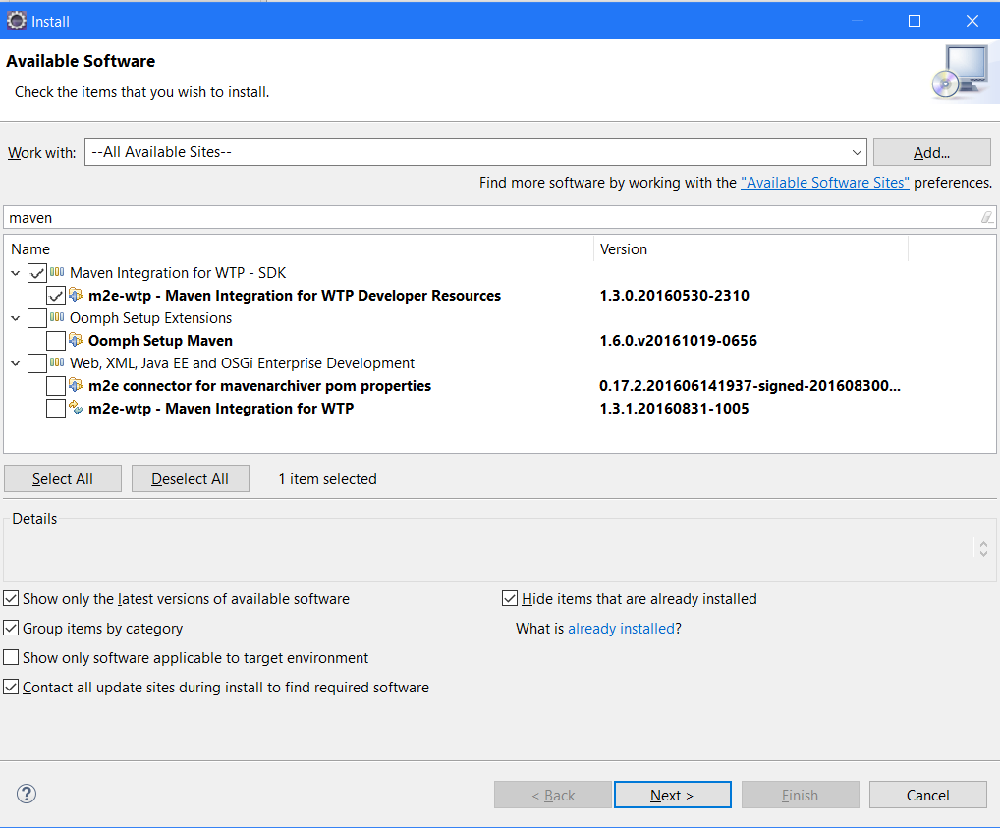 Install
Available Software
Check the items that you wish to install.
Work with: --All Available Sites-- Add...
Find more software by working with the "Available Software Sites" preferences.
maven
Name Version
Maven Integration for WTP - SDK
m2e-wtp - Maven Integration for WTP Developer Resources 1.3.0.20160530-2310
Oomph Setup Extensions
Oomph Setup Maven 1.6.0.v20161019-0656
Web, XML, Java EE and OSGi Enterprise Development
m2e connector for mavenarchiver pom properties 0.17.2.201606141937-signed-201608300...
m2e-wtp - Maven Integration for WTP 1.3.1.20160831-1005
Select All Deselect All 1 item selected
Details
Show only the latest versions of available software Hide items that are already installed
Group items by category What is already installed?
Show only software applicable to target environment
Contact all update sites during install to find required software
? < Back Next > Finish Cancel